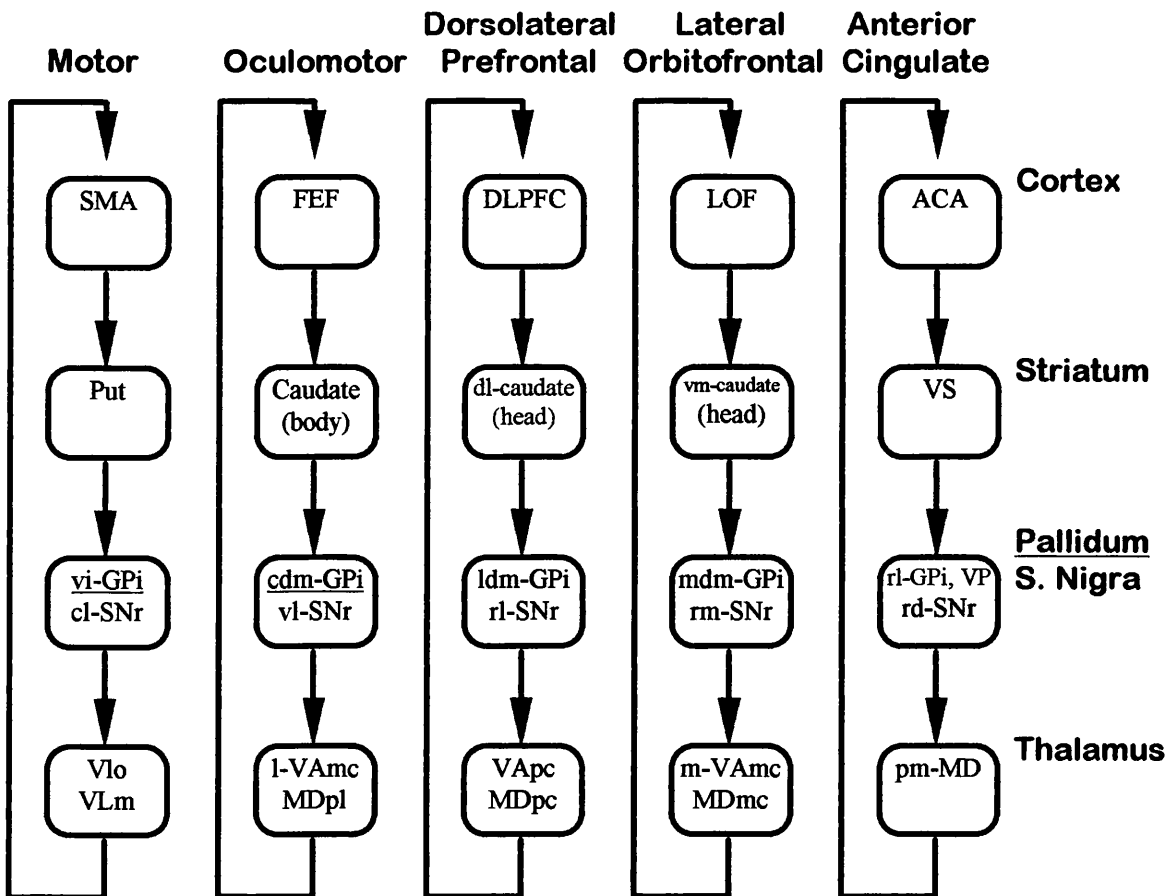 Motor
Oculomotor
Dorsolateral
Prefrontal
Lateral
Orbitofrontal
Anterior
Cingulate
SMA
FEF
DLPFC
LOF
ACA
Cortex
Put
Caudate
(body)
dl-caudate
(head)
vm-caudate
(head)
VS
Striatum
vi-GPi
cl-SNr
cdm-GPi
vl-SNr
ldm-GPi
rl-SNr
mdm-GPi
rm-SNr
rl-GPi, VP
rd-SNr
Pallidum
S. Nigra
Vlo
VLm
l-VAmc
MDpl
VApc
MDpc
m-VAmc
MDmc
pm-MD
Thalamus